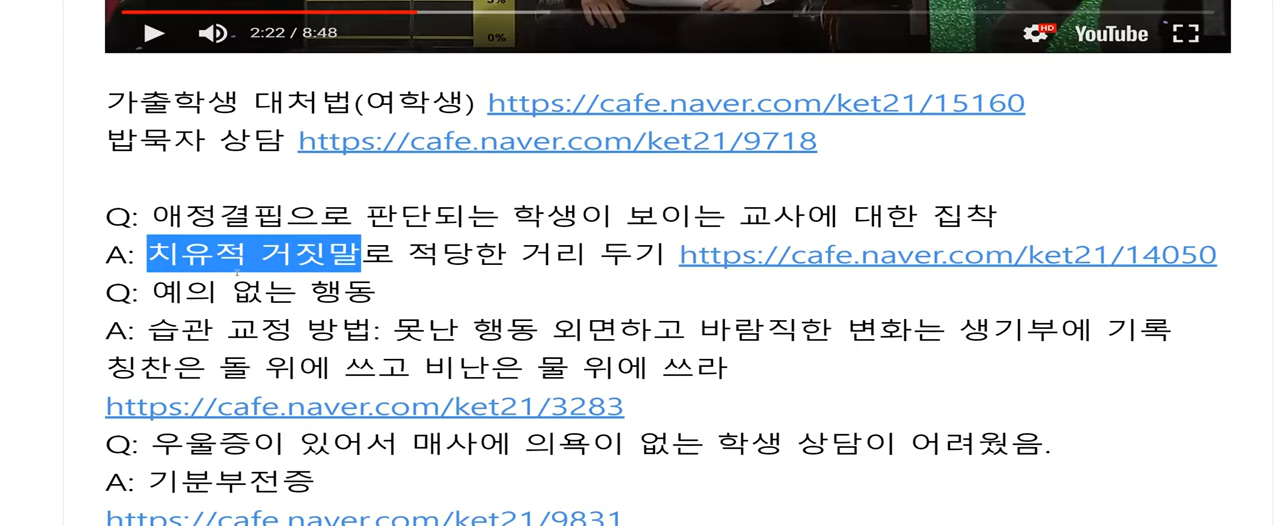 5%
0%
2:22 / 8:48
HD
YouTube
가출학생 대처법(여학생) https://cafe.naver.com/ket21/15160
밥묵자 상담 https://cafe.naver.com/ket21/9718
Q: 애정결핍으로 판단되는 학생이 보이는 교사에 대한 집착
A: 치유적 거짓말로 적당한 거리 두기 https://cafe.naver.com/ket21/14050
Q: 예의 없는 행동
A: 습관 교정 방법: 못난 행동 외면하고 바람직한 변화는 생기부에 기록
칭찬은 돌 위에 쓰고 비난은 물 위에 쓰라
https://cafe.naver.com/ket21/3283
Q: 우울증이 있어서 매사에 의욕이 없는 학생 상담이 어려웠음.
A: 기분부전증
https://cafe.naver.com/ket21/9831